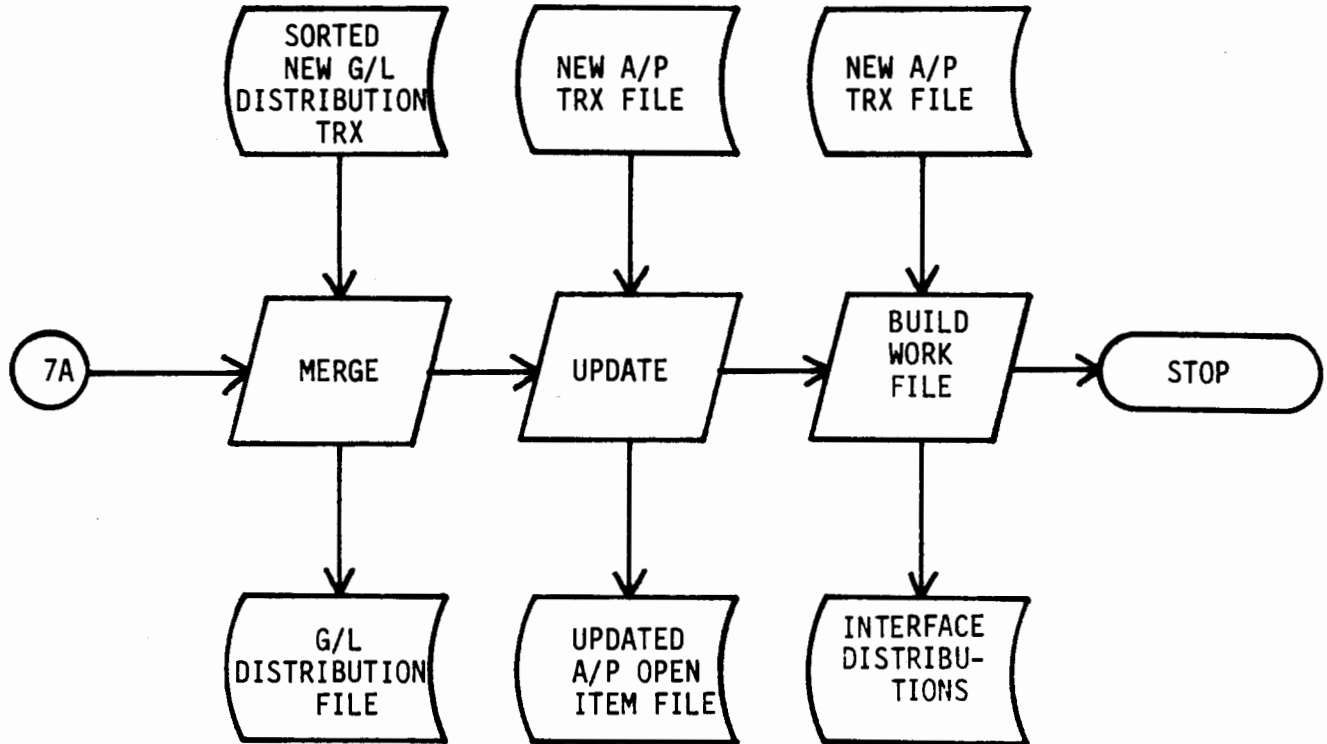 SORTED
NEW G/L
DISTRIBUTION
TRX
NEW A/P
TRX FILE
NEW A/P
TRX FILE
7A
MERGE
UPDATE
BUILD
WORK
FILE
STOP
G/L
DISTRIBUTION
FILE
UPDATED
A/P OPEN
ITEM FILE
INTERFACE
DISTRIBU-
TIONS